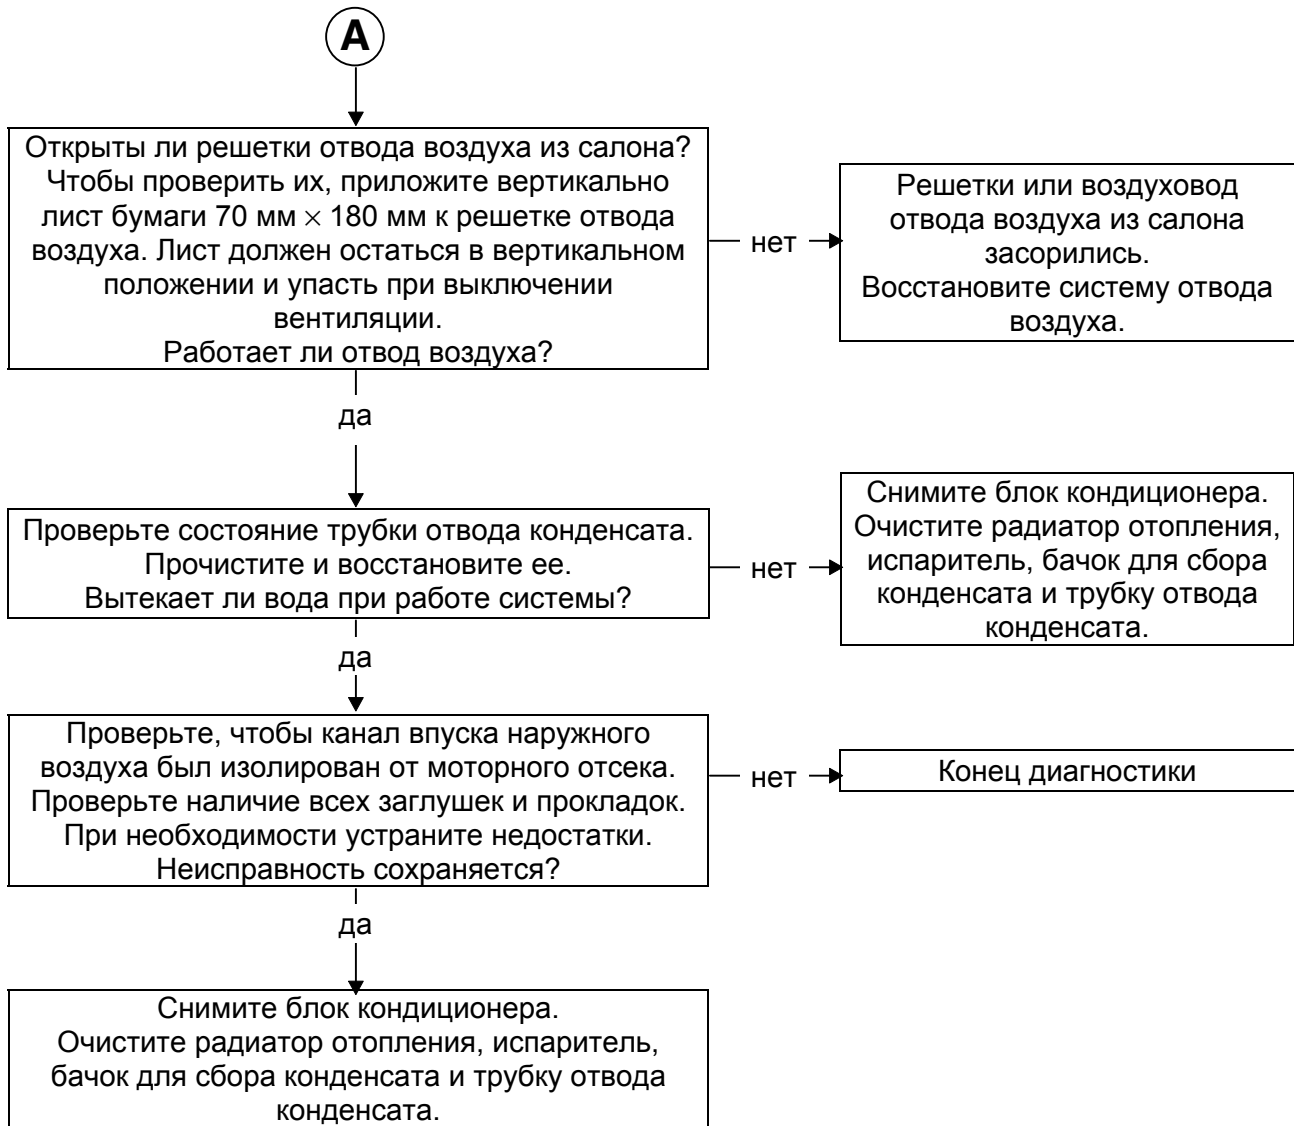 A
Открыты ли решетки отвода воздуха из салона?
Чтобы проверить их, приложите вертикально
лист бумаги 70 мм × 180 мм к решетке отвода
воздуха. Лист должен остаться в вертикальном
положении и упасть при выключении
вентиляции.
Работает ли отвод воздуха?
нет
Решетки или воздуховод
отвода воздуха из салона
засорились.
Восстановите систему отвода
воздуха.
да
Проверьте состояние трубки отвода конденсата.
Прочистите и восстановите ее.
Вытекает ли вода при работе системы?
нет
Снимите блок кондиционера.
Очистите радиатор отопления,
испаритель, бачок для сбора
конденсата и трубку отвода
конденсата.
да
Проверьте, чтобы канал впуска наружного
воздуха был изолирован от моторного отсека.
Проверьте наличие всех заглушек и прокладок.
При необходимости устраните недостатки.
Неисправность сохраняется?
нет
Конец диагностики
да
Снимите блок кондиционера.
Очистите радиатор отопления, испаритель,
бачок для сбора конденсата и трубку отвода
конденсата.